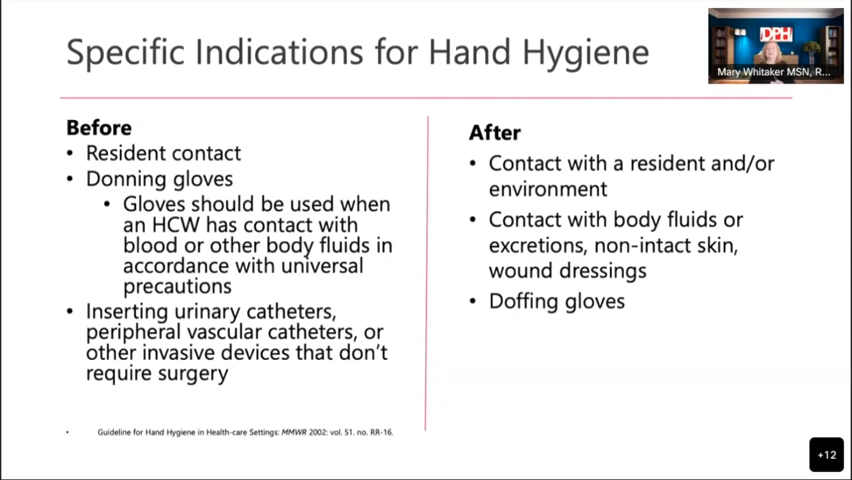 Specific Indications for Hand Hygiene
DPH
Mary Whitaker MSN, R...
Before
• Resident contact
• Donning gloves
• Gloves should be used when
an HCW has contact with
blood or other body fluids in
accordance with universal
precautions
• Inserting urinary catheters,
peripheral vascular catheters, or
other invasive devices that don't
require surgery
After
• Contact with a resident and/or
environment
• Contact with body fluids or
excretions, non-intact skin,
wound dressings
• Doffing gloves
• Guideline for Hand Hygiene in Health-care Settings: MMWR 2002: vol. 51. no. RR-16.
+12